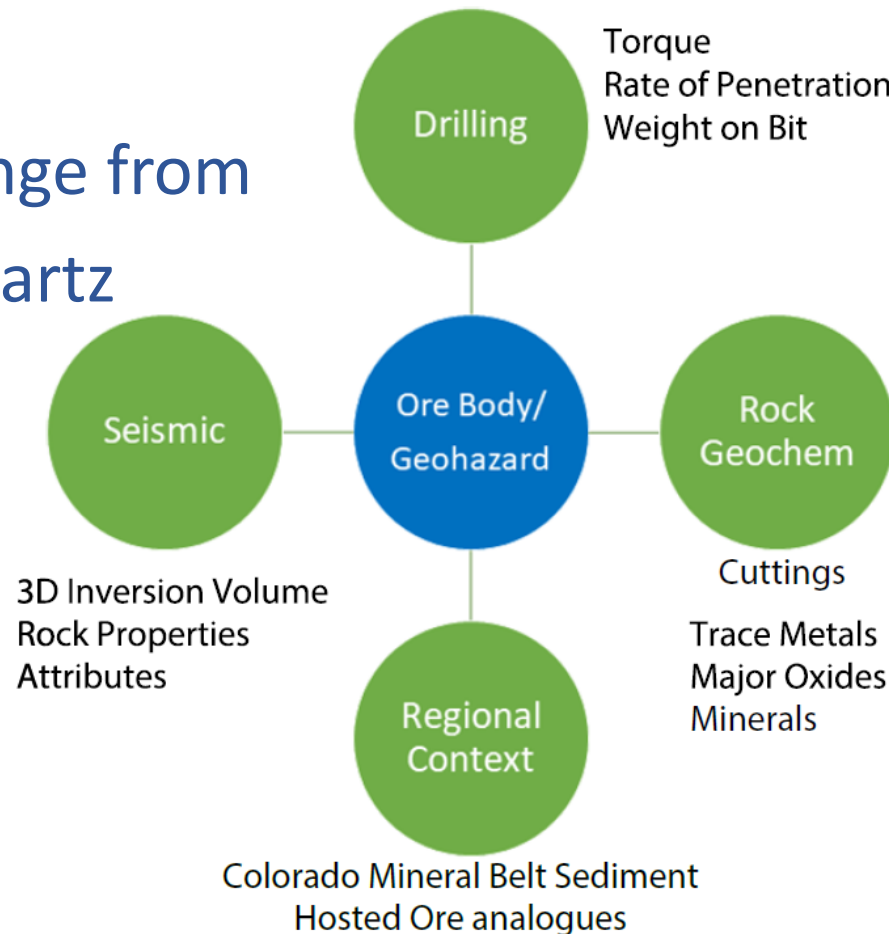 Torque
Rate of Penetration
Weight on Bit
Drilling
nge from
artz
Seismic
Ore Body/
Geohazard
Rock
Geochem
Cuttings
3D Inversion Volume
Rock Properties
Attributes
Trace Metals
Major Oxides
Minerals
Regional
Context
Colorado Mineral Belt Sediment
Hosted Ore analogues